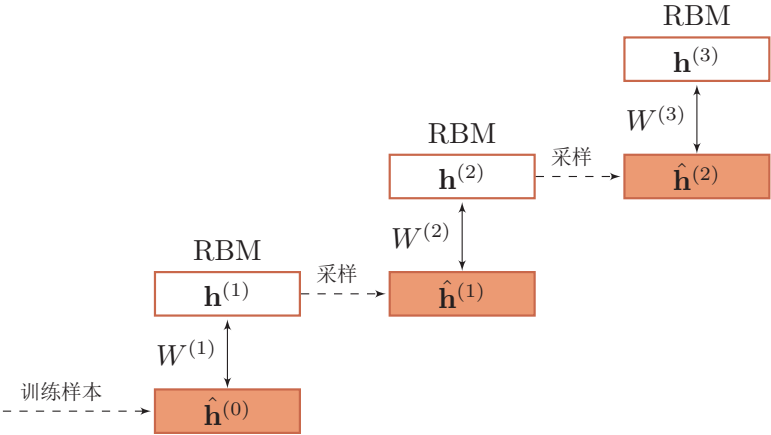 RBM
𝐡⁽³⁾
W⁽³⁾
RBM
采样
𝐡⁽²⁾
𝐡̂⁽²⁾
W⁽²⁾
RBM
采样
𝐡⁽¹⁾
𝐡̂⁽¹⁾
W⁽¹⁾
训练样本
𝐡̂⁽⁰⁾